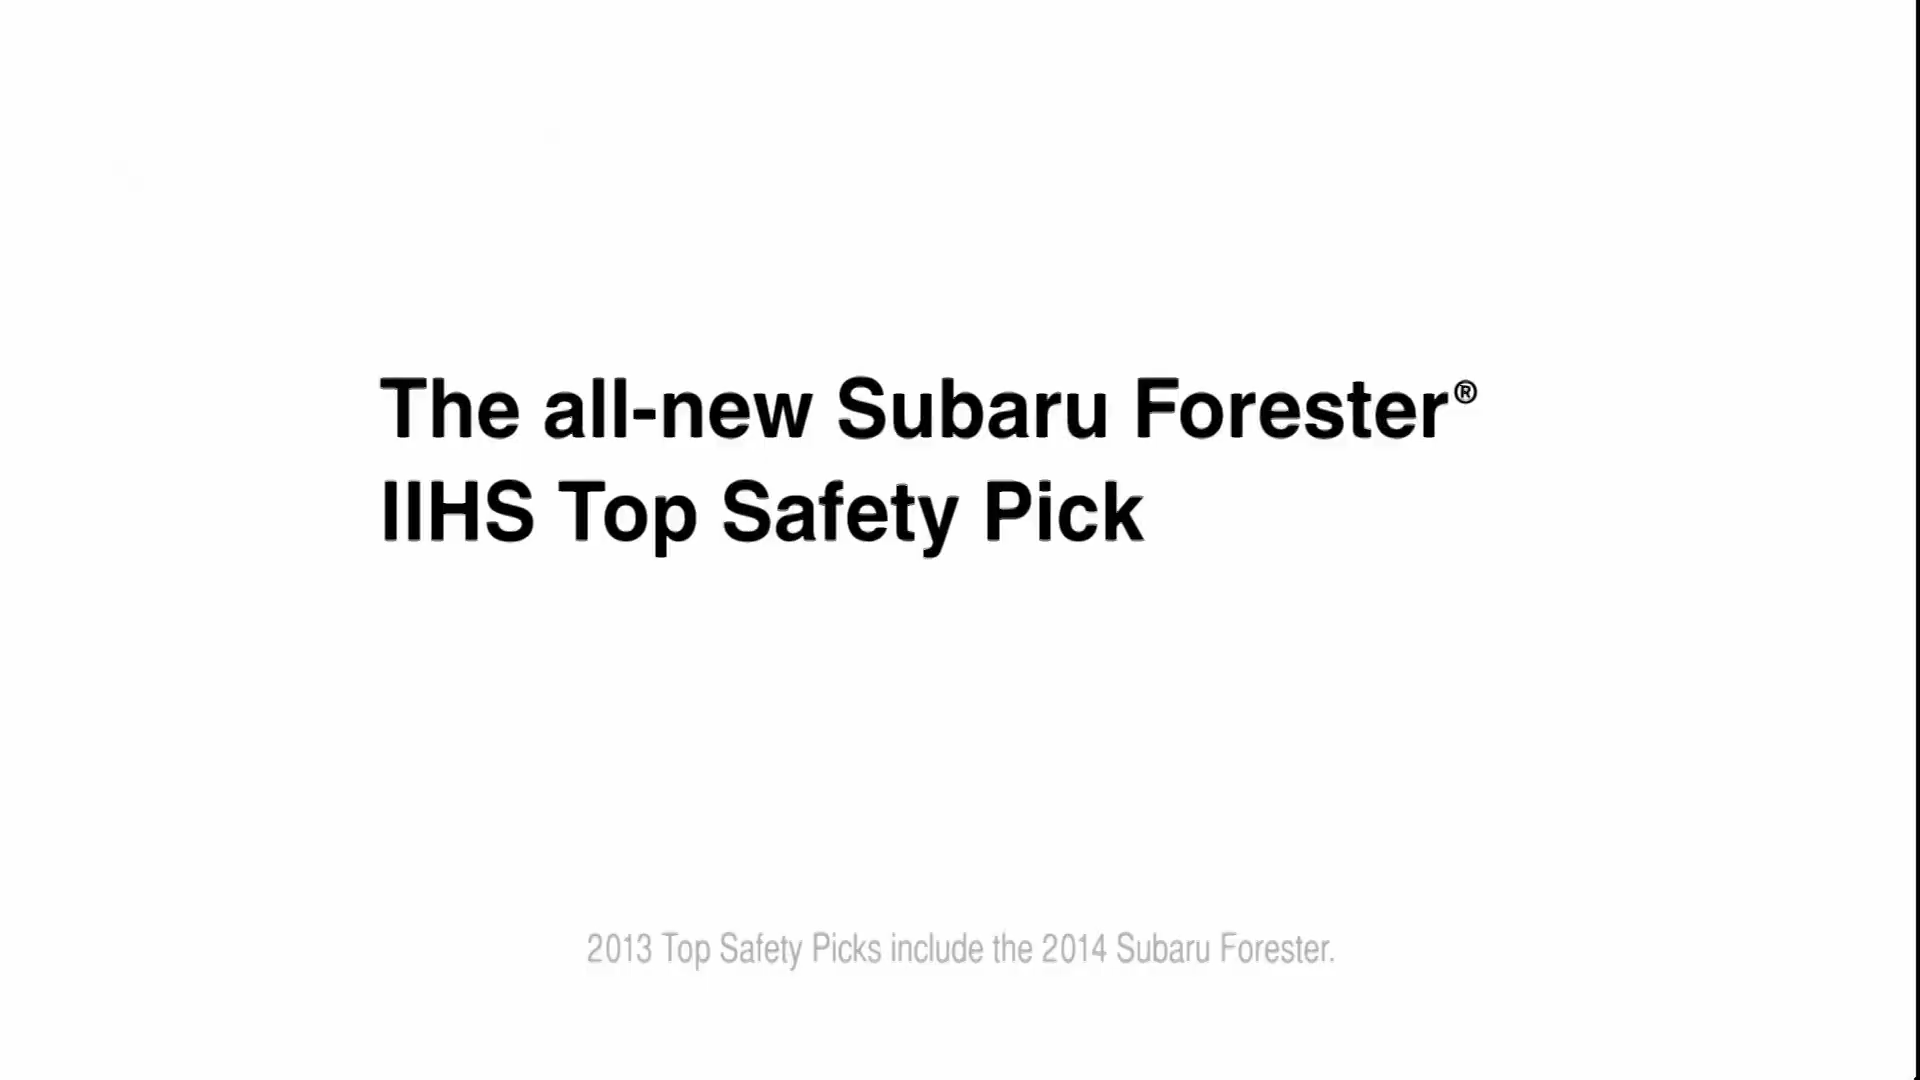 The all-new Subaru Forester®
IIHS Top Safety Pick
2013 Top Safety Picks include the 2014 Subaru Forester.